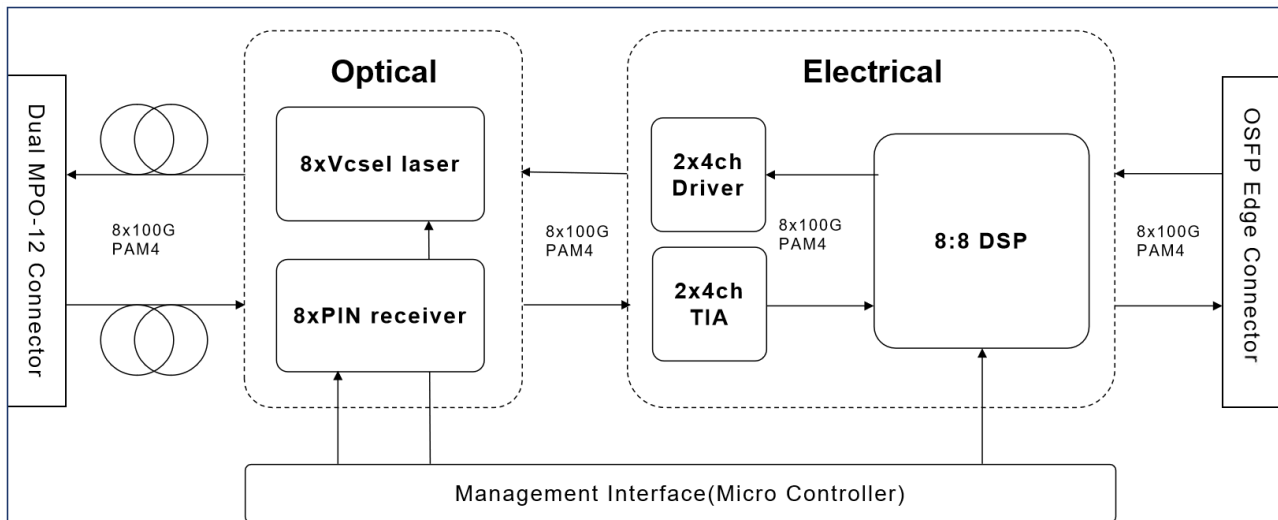 Optical
Electrical
Dual MPO-12 Connector
8x100G
PAM4
8xVcsel laser
8xPIN receiver
8x100G
PAM4
2x4ch
Driver
2x4ch
TIA
8x100G
PAM4
8:8 DSP
8x100G
PAM4
OSFP Edge Connector
Management Interface(Micro Controller)